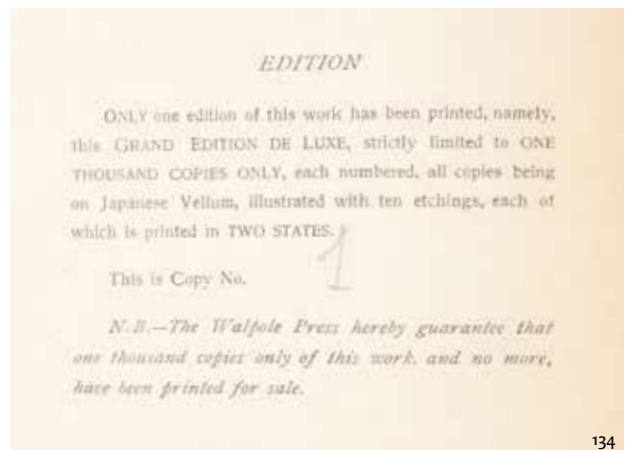 EDITION
ONLY one edition of this work has been printed, namely,
this GRAND EDITION DE LUXE, strictly limited to ONE
THOUSAND COPIES ONLY, each numbered, all copies being
on Japanese Vellum, illustrated with ten etchings, each of
which is printed in TWO STATES.
This is Copy No. 1
N.B.—The Walpole Press hereby guarantee that
one thousand copies only of this work, and no more,
have been printed for sale.
134